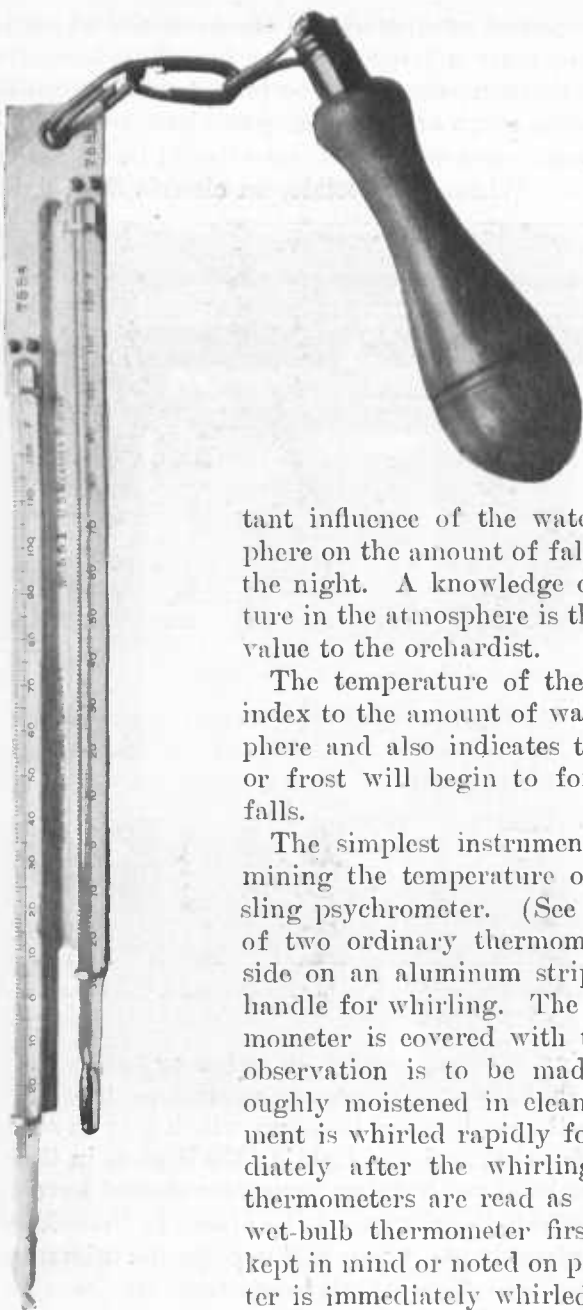 7554
tant influence of the wate
phere on the amount of fal
the night. A knowledge o
ture in the atmosphere is th
value to the orchardist.
The temperature of the
index to the amount of wa
phere and also indicates t
or frost will begin to for
falls.
The simplest instrumen
mining the temperature o
sling psychrometer. (See
of two ordinary thermom
side on an aluminum strip
handle for whirling. The
mometer is covered with t
observation is to be mad
oughly moistened in clean
ment is whirled rapidly fo
diately after the whirling
thermometers are read as
wet-bulb thermometer firs
kept in mind or noted on p
ter is immediately whirled